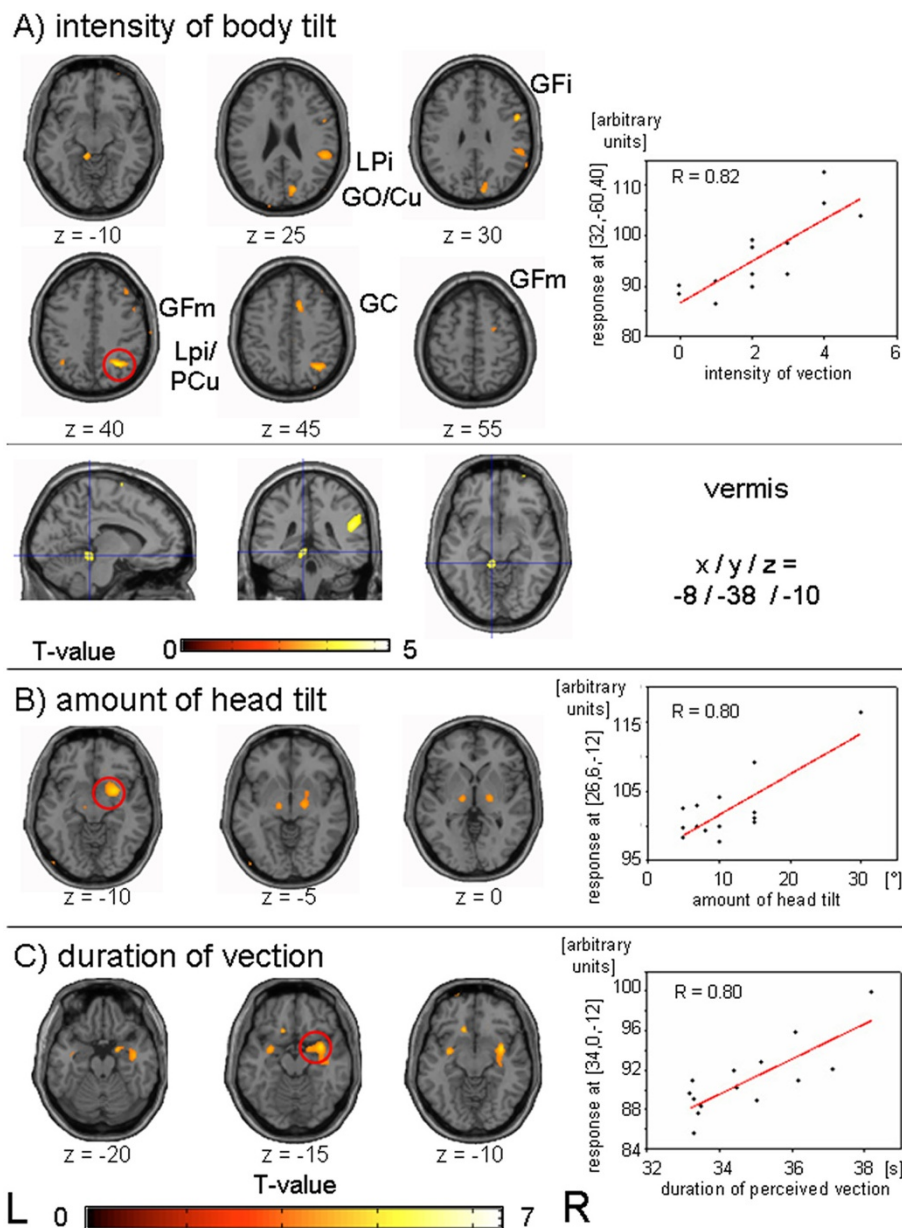 A) intensity of body tilt
z = -10
z = 25
z = 30
LPi
GO/Cu
GFi
z = 40
z = 45
z = 55
GFm
Lpi/
PCu
GC
GFm
[arbitrary
units]
R = 0.82
response at [32,-60,40]
110
100
90
80
0 2 4 6
intensity of vection
vermis
x / y / z =
-8 / -38 / -10
T-value 0 5
B) amount of head tilt
z = -10
z = -5
z = 0
[arbitrary
units]
R = 0.80
response at [26,6,-12]
115
105
95
0 10 20 30 [°]
amount of head tilt
C) duration of vection
z = -20
z = -15
z = -10
[arbitrary
units]
R = 0.80
response at [34,0,-12]
100
96
92
88
84
32 34 36 38 [s]
duration of perceived vection
T-value
L 0 7 R